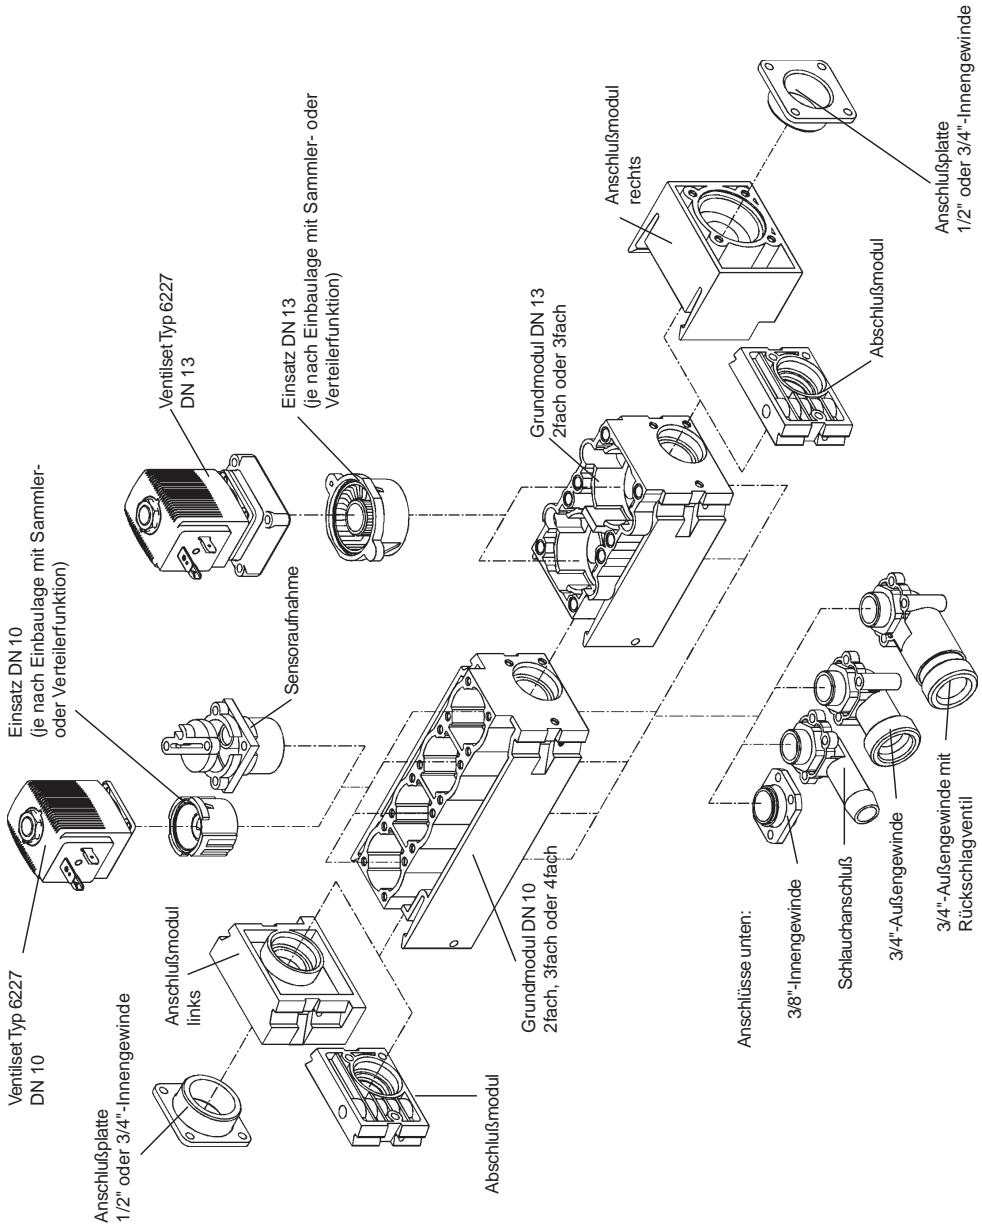 Ventilset Typ 6227
DN 10
Einsatz DN 10
(je nach Einbaulage mit Sammler-
oder Verteilerfunktion)
Sensoraufnahme
Ventilset Typ 6227
DN 13
Einsatz DN 13
(je nach Einbaulage mit Sammler- oder
Verteilerfunktion)
Anschlußplatte
1/2" oder 3/4"-Innengewinde
Anschlußmodul
links
Abschlußmodul
Grundmodul DN 10
2fach, 3fach oder 4fach
Grundmodul DN 13
2fach oder 3fach
Anschlußmodul
rechts
Abschlußmodul
Anschlußplatte
1/2" oder 3/4"-Innengewinde
Anschlüsse unten:
3/8"-Innengewinde
Schlauchanschluß
3/4"-Außengewinde
3/4"-Außengewinde mit
Rückschlagventil